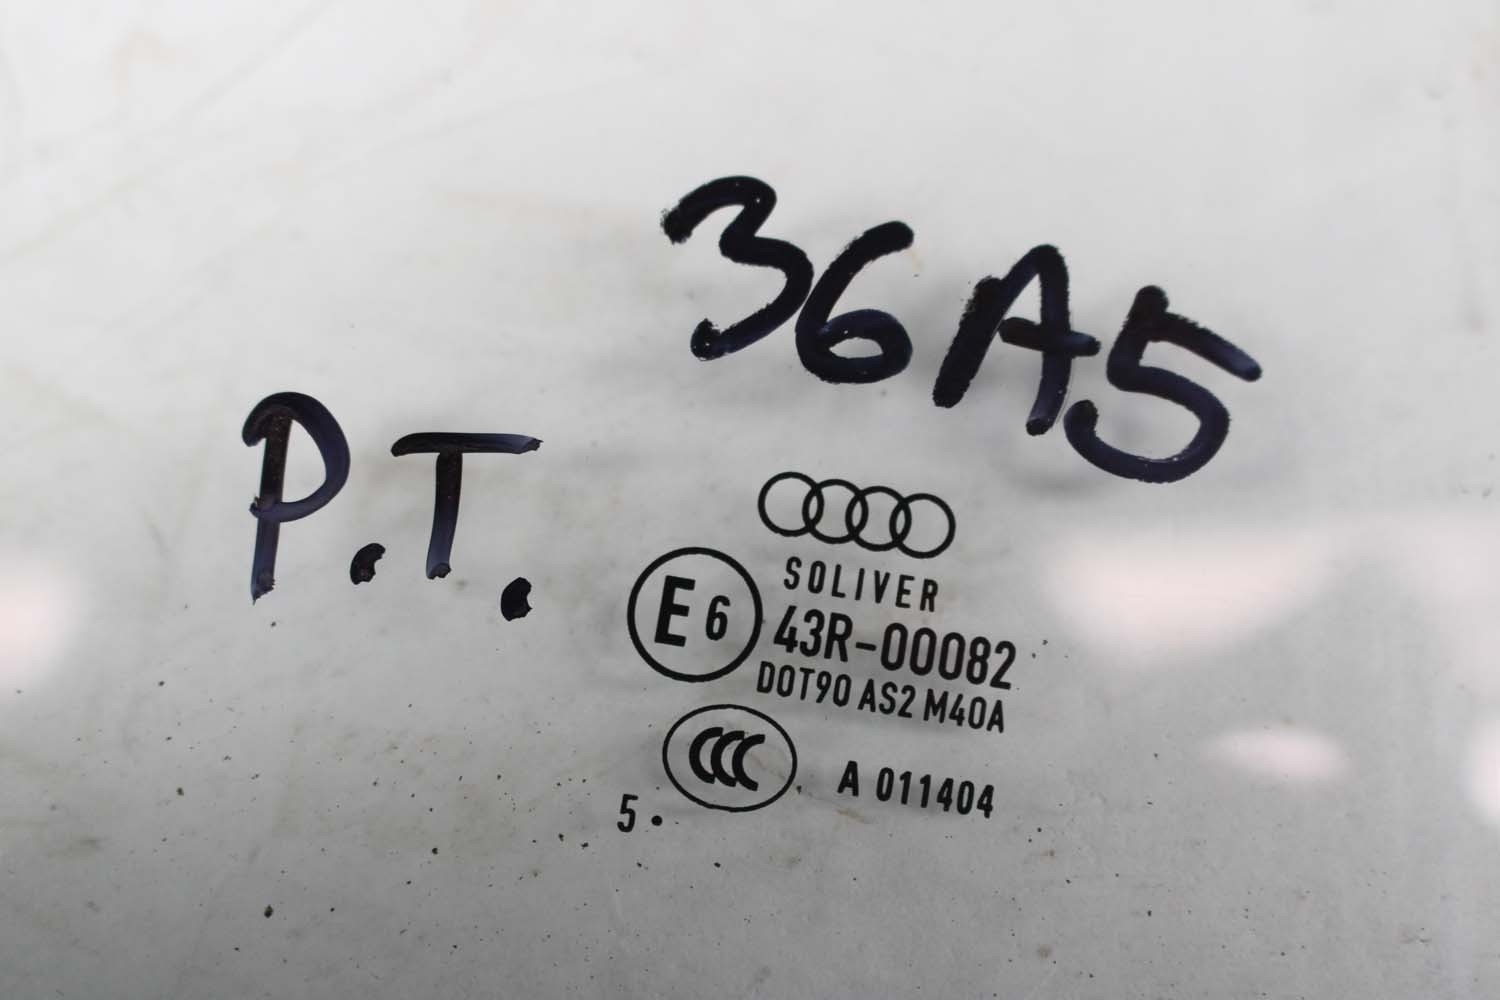 36A5
P.T.
SOLIVER
E6 43R-00082
DOT90 AS2 M40A
CCC A 011404
5.